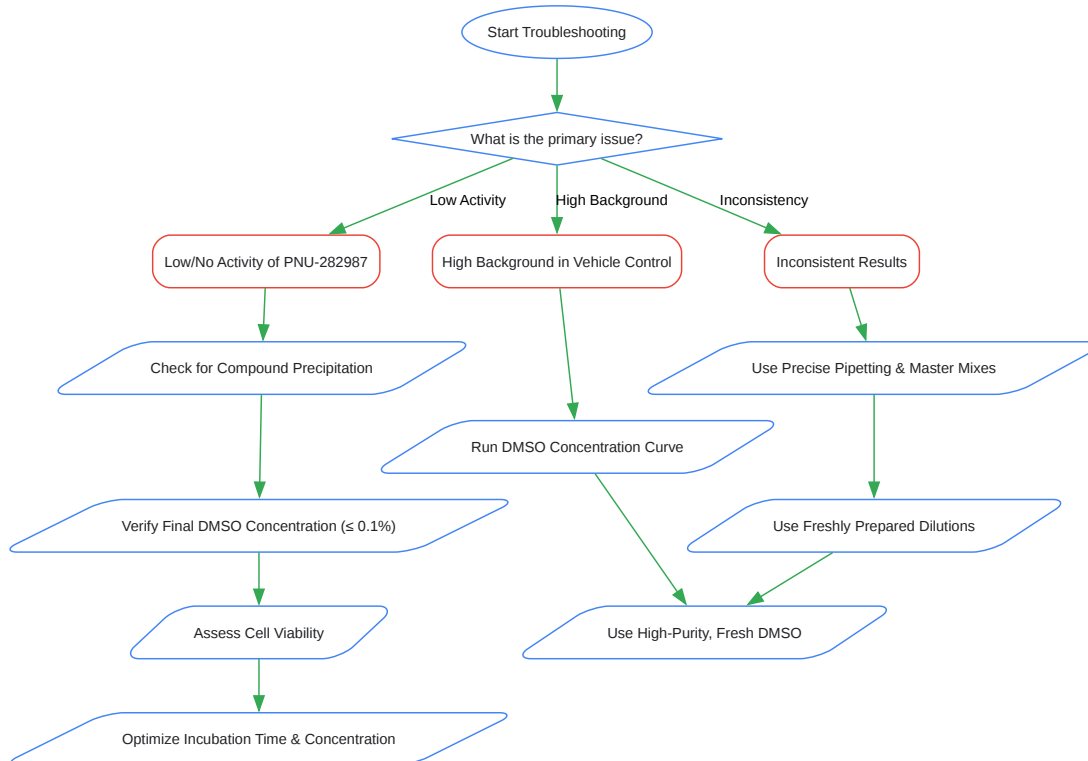 Start Troubleshooting
What is the primary issue?
Low Activity
High Background
Inconsistency
Low/No Activity of PNU-282987
High Background in Vehicle Control
Inconsistent Results
Check for Compound Precipitation
Use Precise Pipetting & Master Mixes
Run DMSO Concentration Curve
Verify Final DMSO Concentration (≤ 0.1%)
Use Freshly Prepared Dilutions
Assess Cell Viability
Use High-Purity, Fresh DMSO
Optimize Incubation Time & Concentration